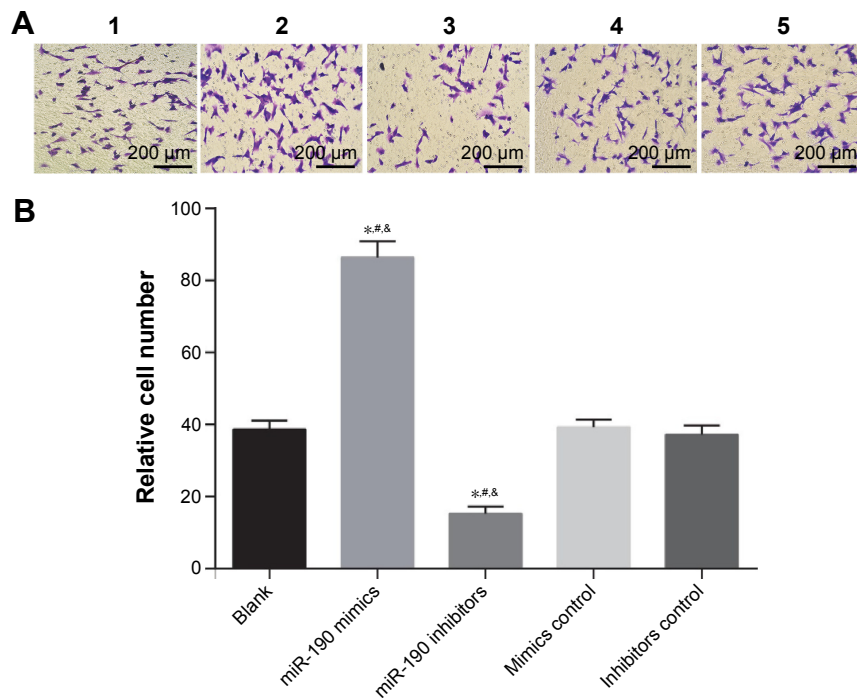 A
1 2 3 4 5
200 µm 200 µm 200 µm 200 µm 200 µm
B
Relative cell number
100
80
60
40
20
0
*,#,&
*,#,&
Blank
miR-190 mimics
miR-190 inhibitors
Mimics control
Inhibitors control